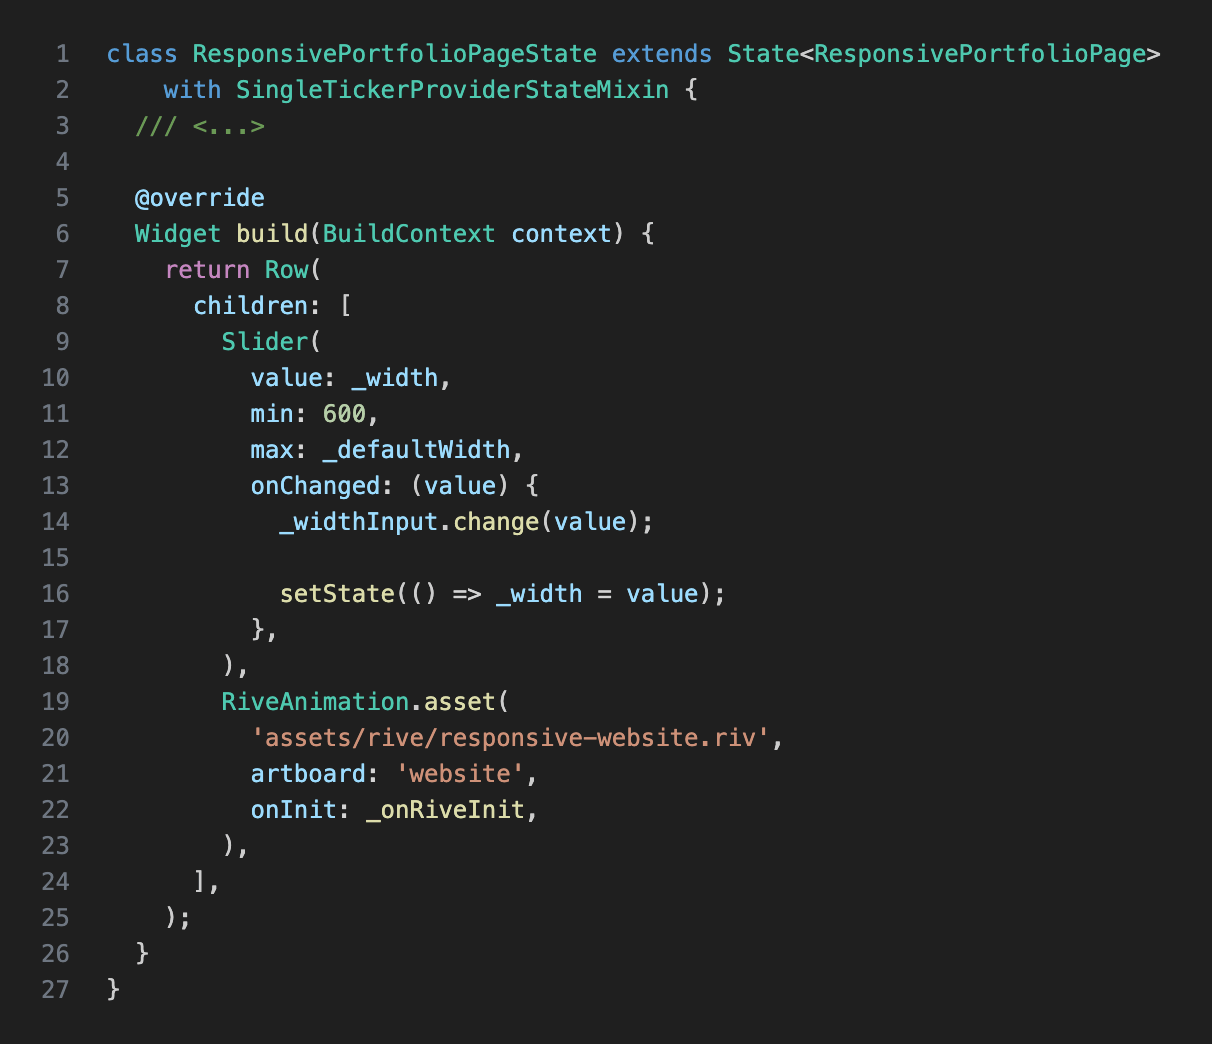 1 class ResponsivePortfolioPageState extends State<ResponsivePortfolioPage>
2     with SingleTickerProviderStateMixin {
3   /// <...>
4
5   @override
6   Widget build(BuildContext context) {
7     return Row(
8       children: [
9         Slider(
10           value: _width,
11           min: 600,
12           max: _defaultWidth,
13           onChanged: (value) {
14             _widthInput.change(value);
15
16             setState(() => _width = value);
17           },
18         ),
19         RiveAnimation.asset(
20           'assets/rive/responsive-website.riv',
21           artboard: 'website',
22           onInit: _onRiveInit,
23         ),
24       ],
25     );
26   }
27 }